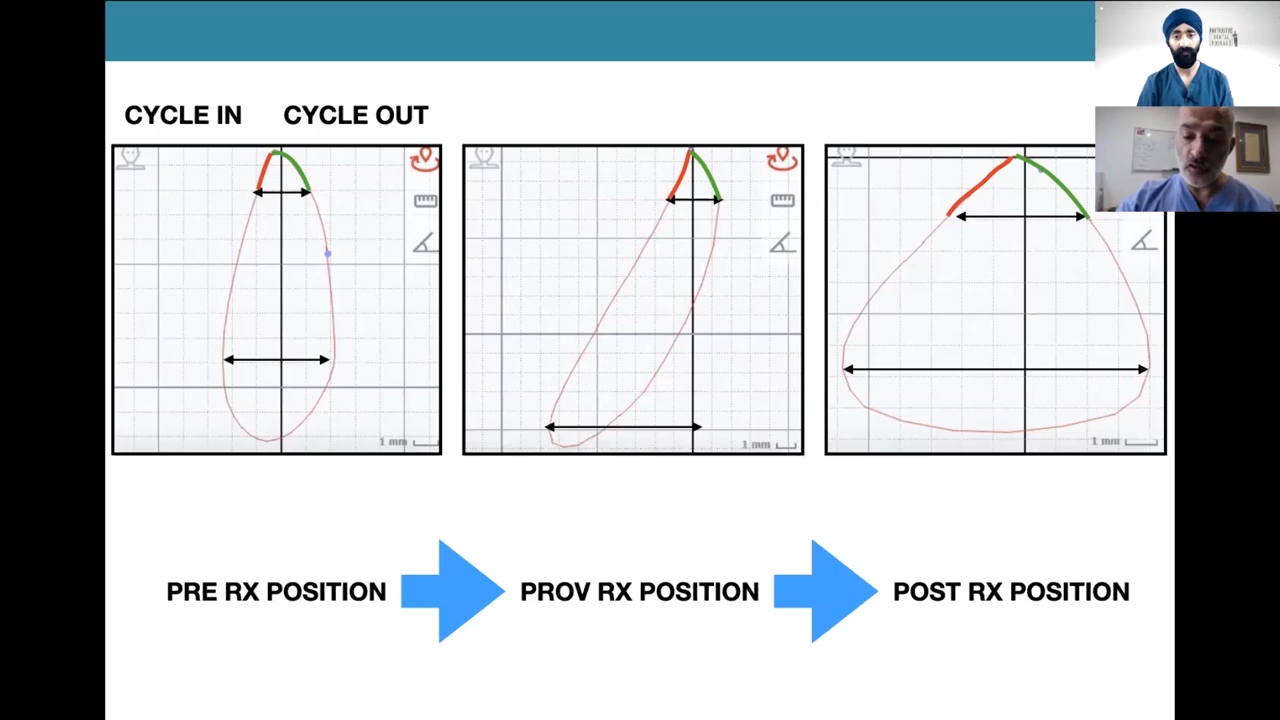 CYCLE IN CYCLE OUT
1 mm
1 mm
1 mm
PRE RX POSITION
PROV RX POSITION
POST RX POSITION